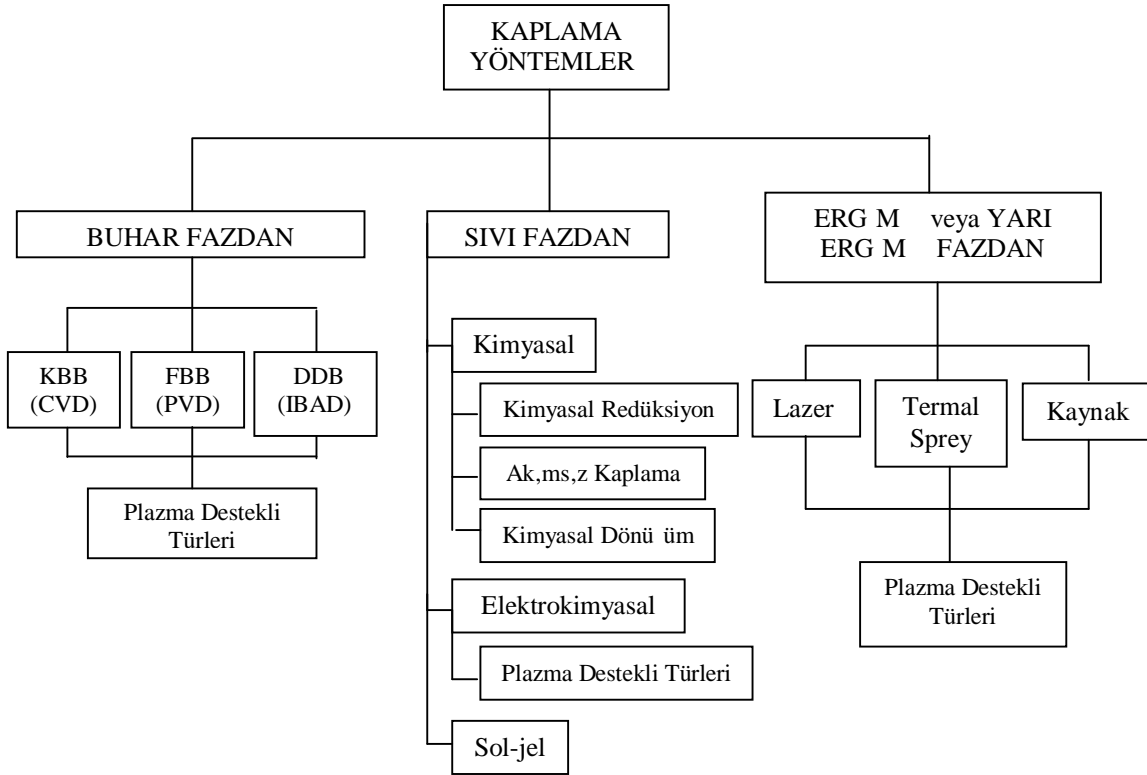 KAPLAMA
YÖNTEMLER
BUHAR FAZDAN
SIVI FAZDAN
ERG M veya YARI
ERG M FAZDAN
KBB
(CVD)
FBB
(PVD)
DDB
(IBAD)
Plazma Destekli
Türleri
Kimyasal
Kimyasal Redüksiyon
Ak,ms,z Kaplama
Kimyasal Dönü üm
Elektrokimyasal
Plazma Destekli Türleri
Sol-jel
Lazer
Termal
Sprey
Kaynak
Plazma Destekli
Türleri